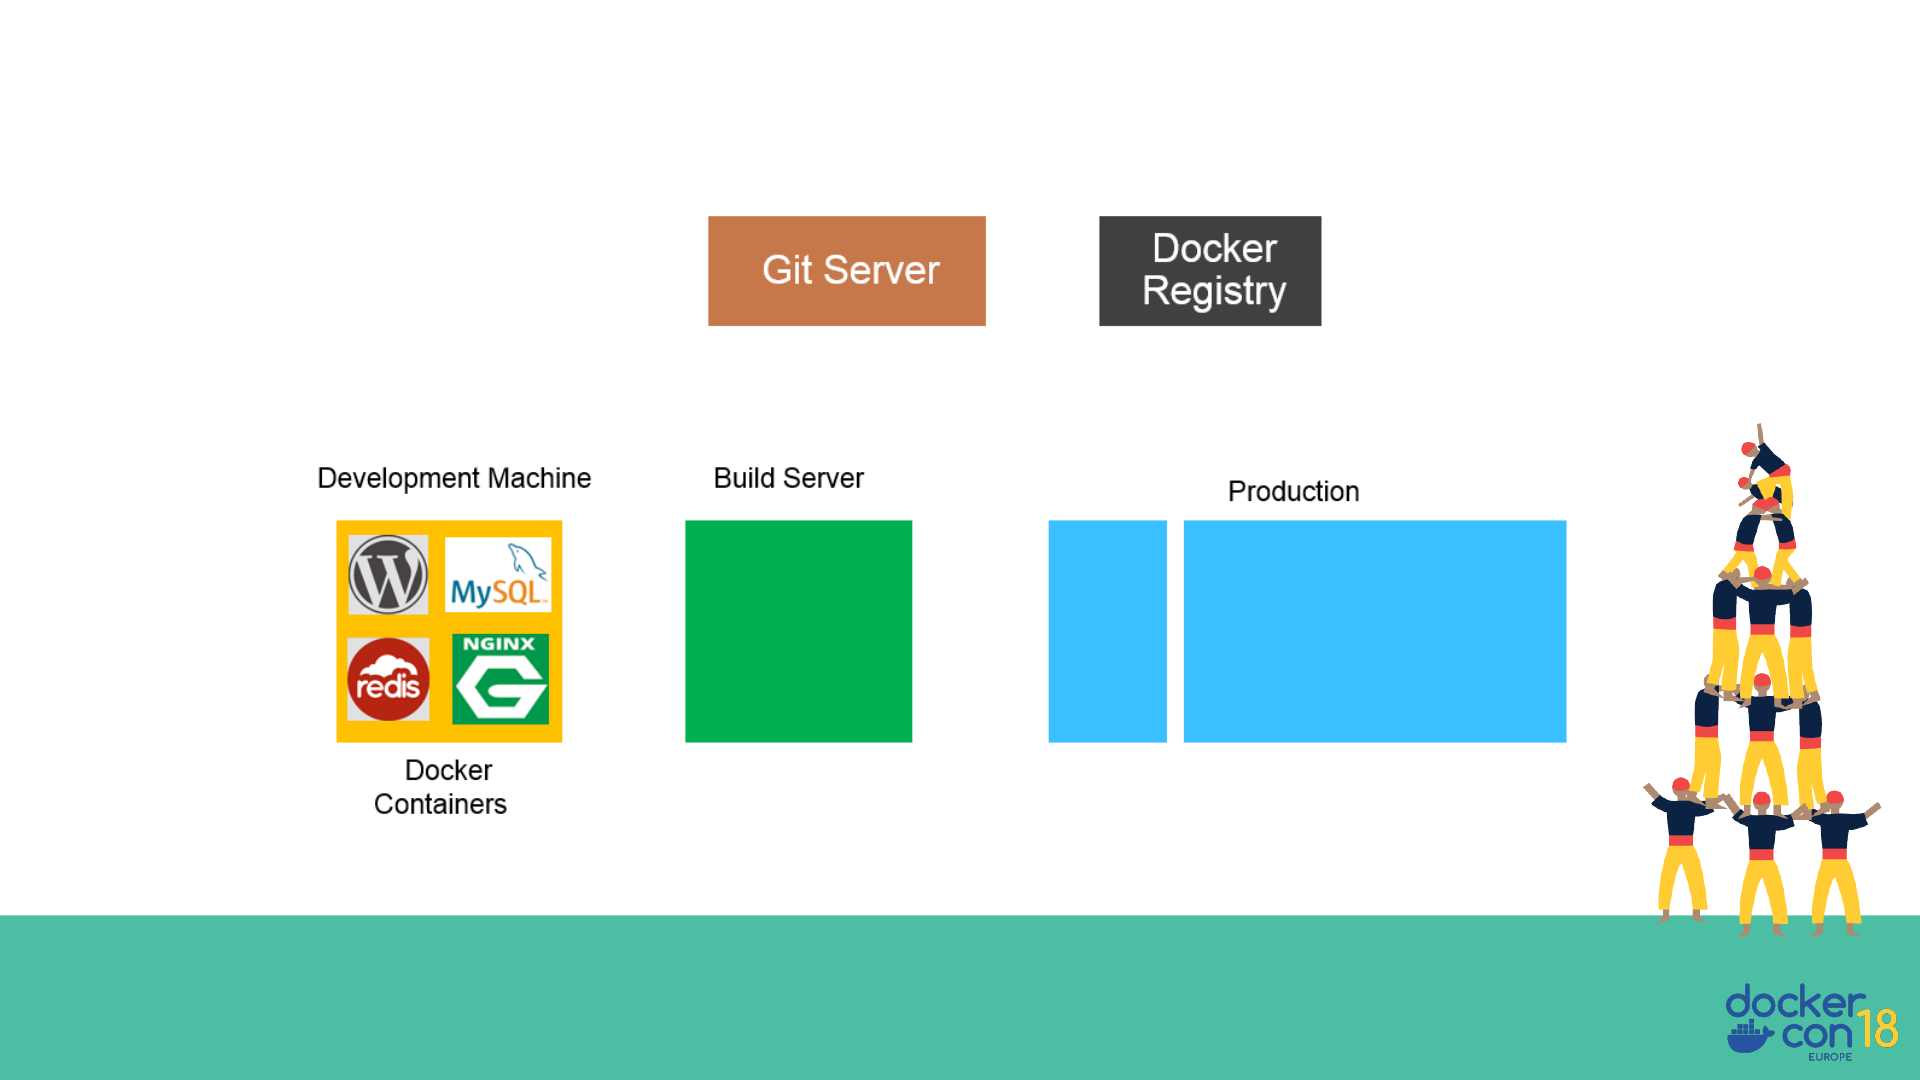 Git Server
Docker
Registry
Development Machine
Build Server
Production
W
MySQL
redis
NGINX
G
Docker
Containers
docker
con 18
EUROPE